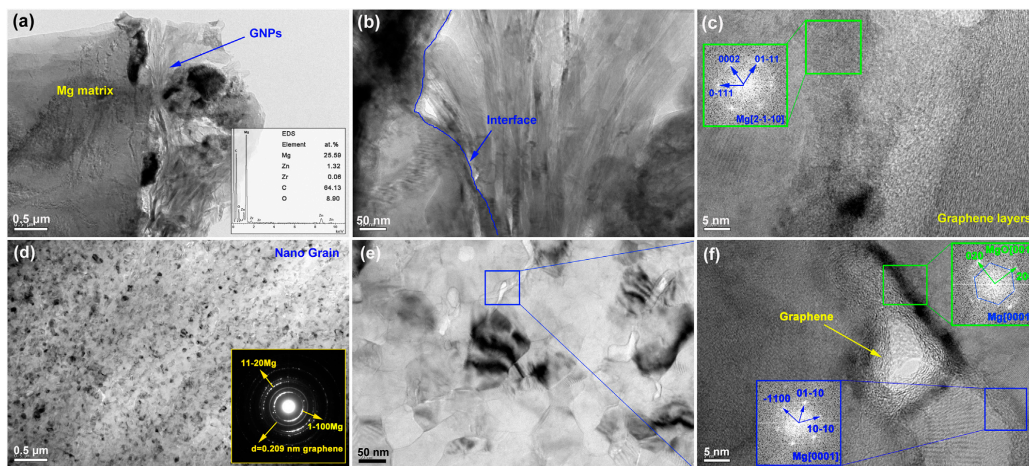 (a)
GNPs
Mg matrix
EDS
Element at.%
Mg 25.59
Zn 1.32
Zr 0.06
C 64.13
O 8.90
0.5 µm
(b)
Interface
50 nm
(c)
0002
01-11
0-111
Mg[2-1-10]
Graphene layers
5 nm
(d)
Nano Grain
11-20Mg
1-100Mg
d=0.209 nm graphene
0.5 µm
(e)
50 nm
(f)
Mg[0001]
Graphene
-1100
01-10
10-10
Mg[0001]
5 nm